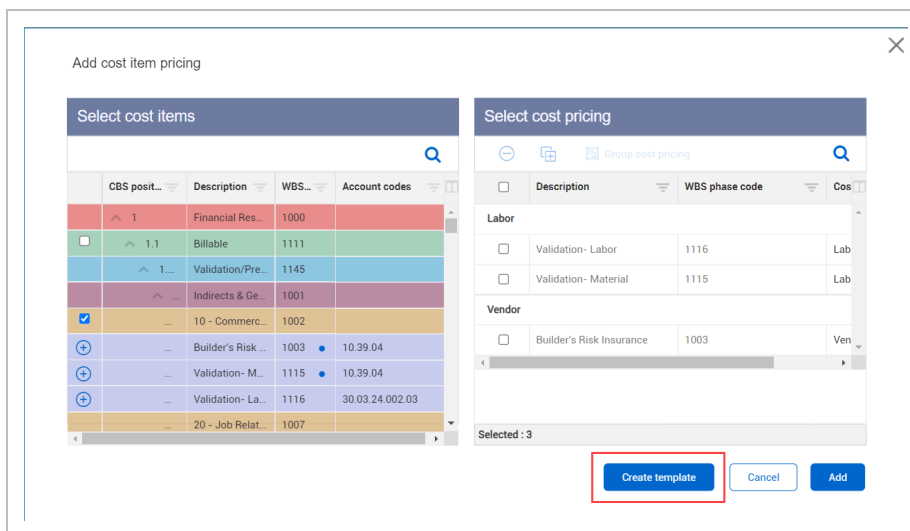 Add cost item pricing
Select cost items
CBS posit... Description WBS... Account codes
1 Financial Res... 1000
1.1 Billable 1111
1.... Validation/Pre... 1145
... Indirects & Ge... 1001
... 10 - Commerc... 1002
... Builder's Risk ... 1003 10.39.04
... Validation- M... 1115 10.39.04
... Validation- La... 1116 30.03.24.002.03
... 20 - Job Relat... 1007
Select cost pricing
Group cost pricing
Description WBS phase code Cos
Labor
Validation- Labor 1116 Lab
Validation- Material 1115 Lab
Vendor
Builder's Risk Insurance 1003 Ven
Selected : 3
Create template Cancel Add